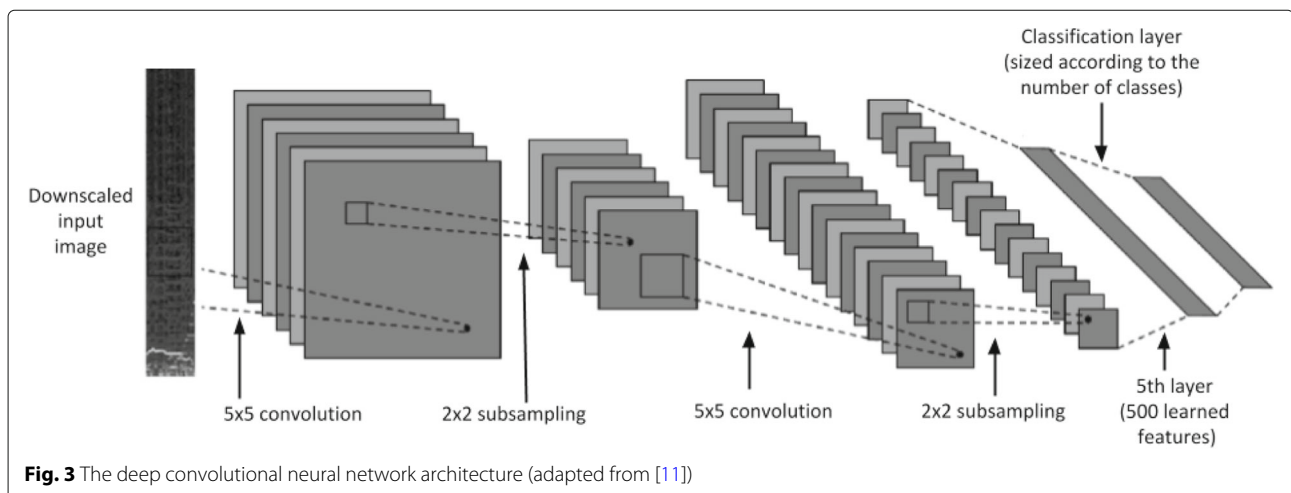 Downscaled
input
image
5x5 convolution
2x2 subsampling
5x5 convolution
2x2 subsampling
Classification layer
(sized according to the
number of classes)
5th layer
(500 learned
features)
Fig. 3 The deep convolutional neural network architecture (adapted from [11])